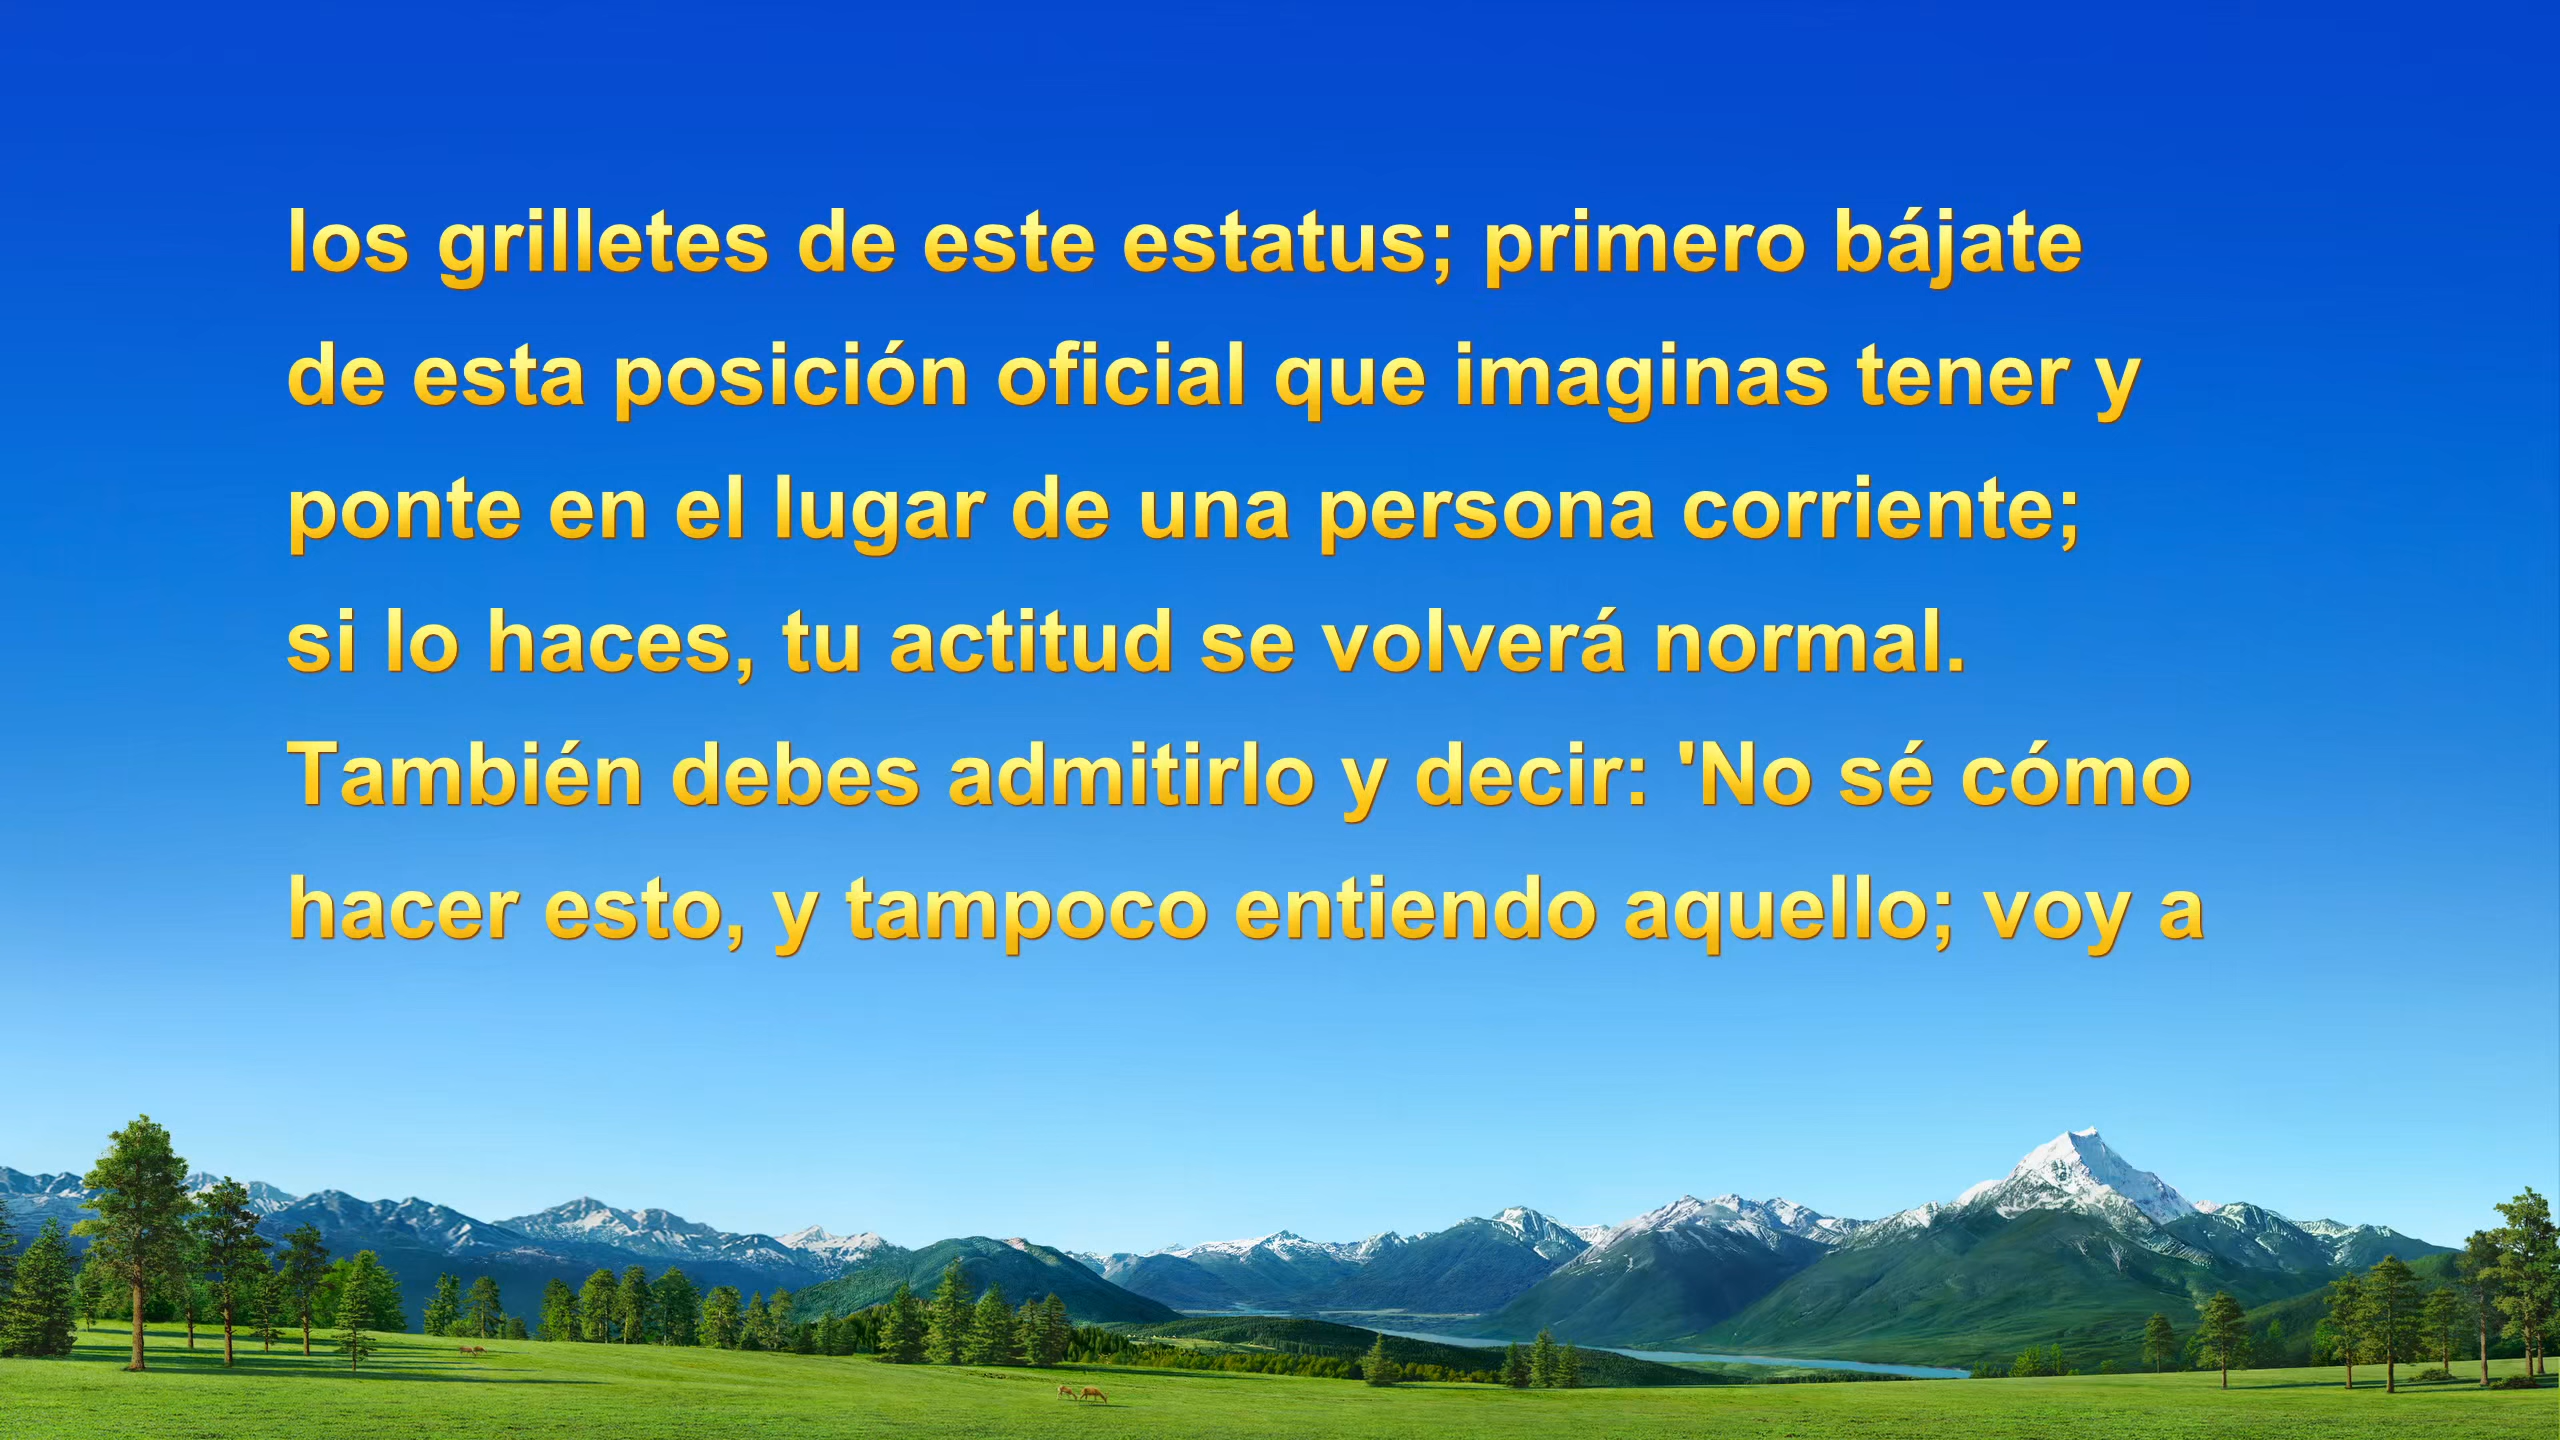 los grilletes de este estatus; primero bájate
de esta posición oficial que imaginas tener y
ponte en el lugar de una persona corriente;
si lo haces, tu actitud se volverá normal.
También debes admitirlo y decir: 'No sé cómo
hacer esto, y tampoco entiendo aquello; voy a